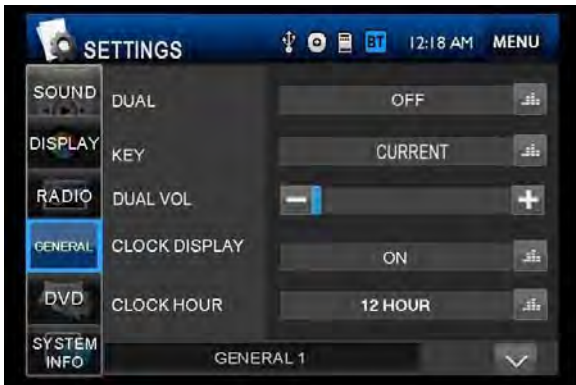 SETTINGS
BT 12:18 AM MENU
SOUND
DUAL OFF
DISPLAY
KEY CURRENT
RADIO
DUAL VOL
GENERAL
CLOCK DISPLAY ON
DVD
CLOCK HOUR 12 HOUR
SYSTEM INFO
GENERAL 1